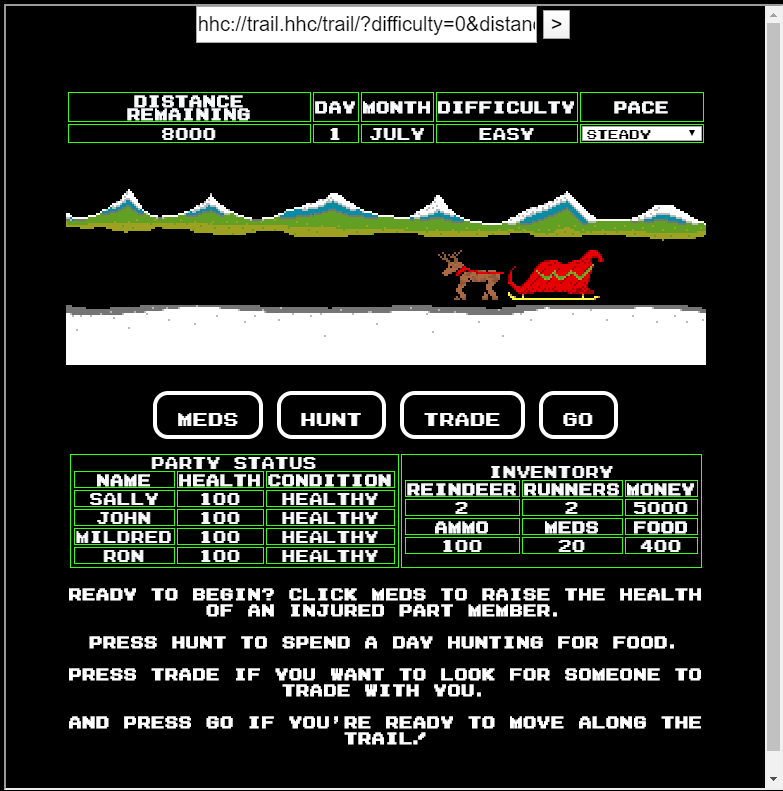 hhc://trail.hhc/trail/?difficulty=0&distan
>
DISTANCE REMAINING DAY MONTH DIFFICULTY PACE
8000 1 JULY EASY STEADY
MEDS HUNT TRADE GO
PARTY STATUS
NAME HEALTH CONDITION
SALLY 100 HEALTHY
JOHN 100 HEALTHY
MILDRED 100 HEALTHY
RON 100 HEALTHY
INVENTORY
REINDEER RUNNERS MONEY
2 2 5000
AMMO MEDS FOOD
100 20 400
READY TO BEGIN? CLICK MEDS TO RAISE THE HEALTH
OF AN INJURED PART MEMBER.
PRESS HUNT TO SPEND A DAY HUNTING FOR FOOD.
PRESS TRADE IF YOU WANT TO LOOK FOR SOMEONE TO
TRADE WITH YOU.
AND PRESS GO IF YOU'RE READY TO MOVE ALONG THE
TRAIL!